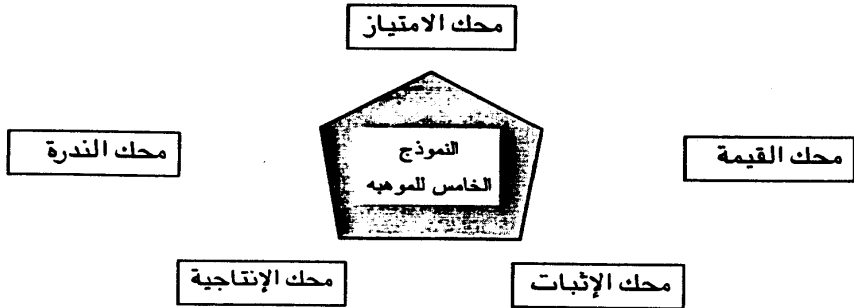 محك الامتياز
محك القيمة
محك الندرة
النموذج
الخامس للموهبه
محك الإثبات
محك الإنتاجية